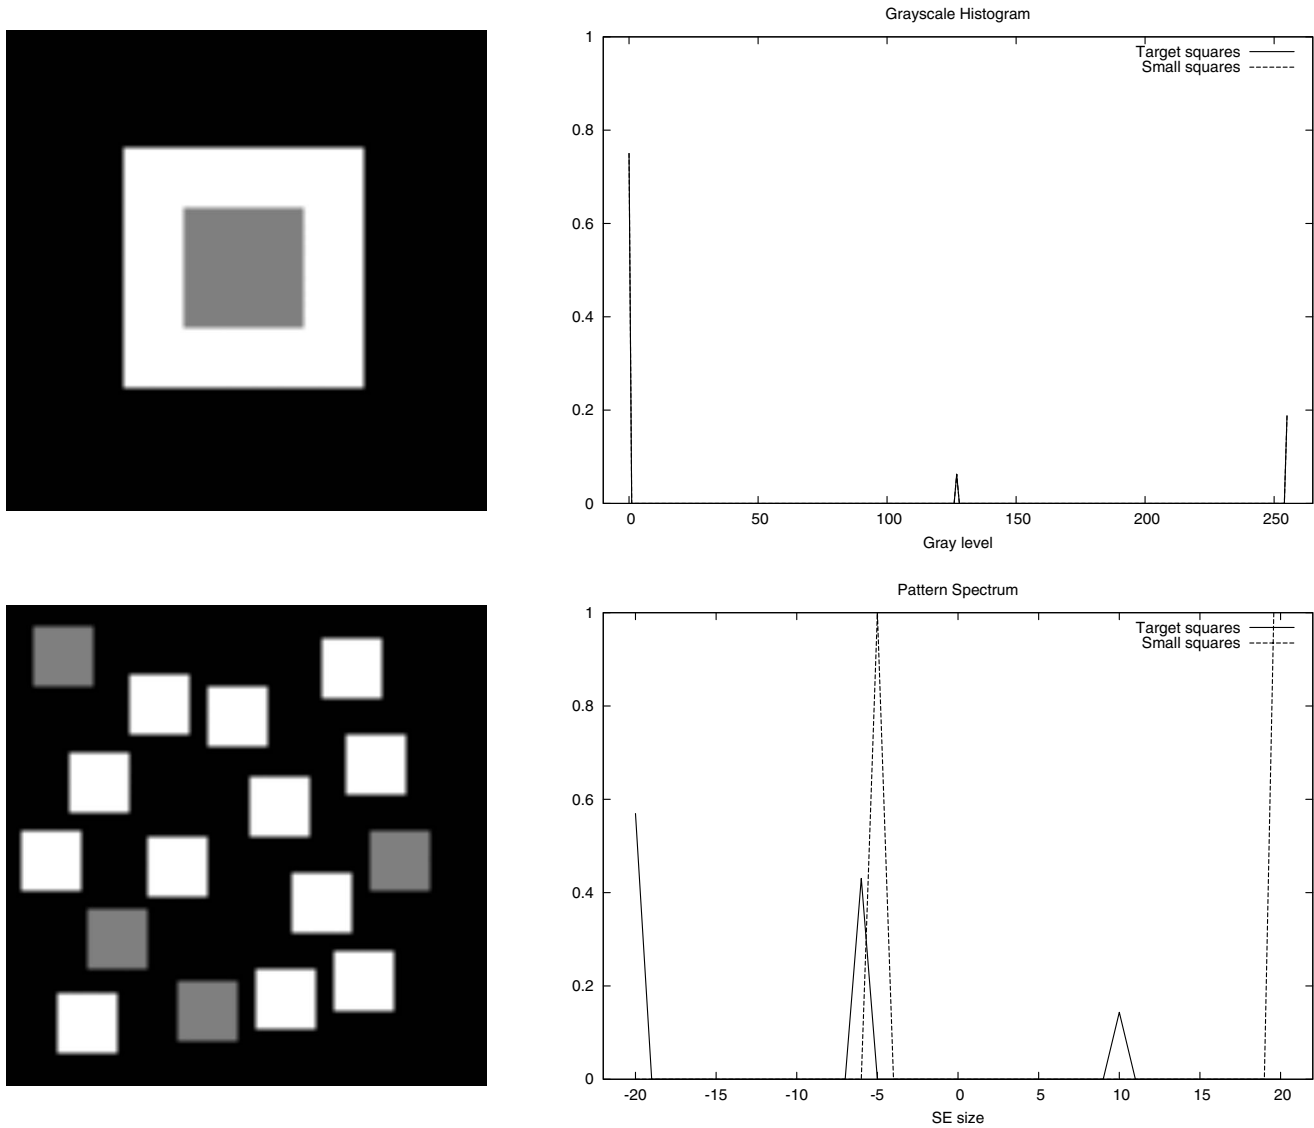 Grayscale Histogram
1
Target squares
Small squares
0.8
0.6
0.4
0.2
0
0 50 100 150 200 250
Gray level
Pattern Spectrum
1
Target squares
Small squares
0.8
0.6
0.4
0.2
0
-20 -15 -10 -5 0 5 10 15 20
SE size